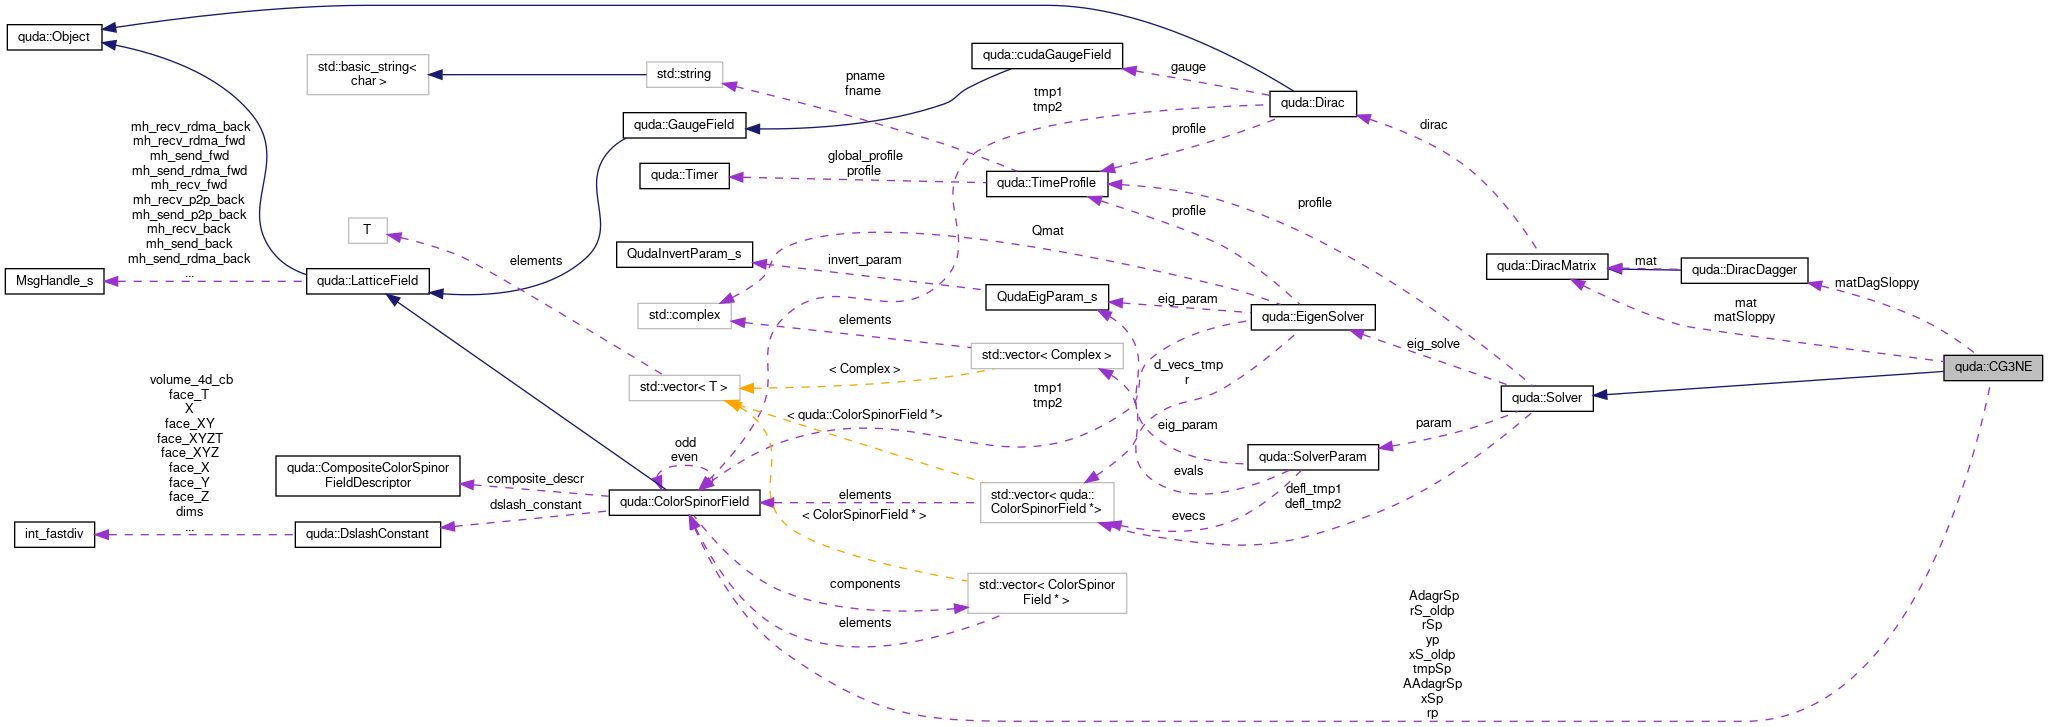 quda::Object
std::basic_string<
char >
std::string
pname
fname
quda::cudaGaugeField
gauge
tmp1
tmp2
quda::Dirac
dirac
quda::GaugeField
profile
mh_recv_rdma_back
mh_recv_rdma_fwd
mh_send_fwd
mh_send_rdma_fwd
mh_recv_fwd
mh_recv_p2p_back
mh_send_p2p_back
mh_recv_back
mh_send_back
mh_send_rdma_back
...
quda::Timer
global_profile
profile
quda::TimeProfile
profile
profile
T
Qmat
elements
QudaInvertParam_s
invert_param
quda::DiracMatrix
mat
quda::DiracDagger
matDagSloppy
MsgHandle_s
quda::LatticeField
QudaEigParam_s
eig_param
mat
matSloppy
std::complex
elements
quda::EigenSolver
eig_solve
std::vector< Complex >
d_vecs_tmp
r
quda::CG3NE
< Complex >
std::vector< T >
tmp1
tmp2
quda::Solver
volume_4d_cb
face_T
X
face_XY
face_XYZT
face_XYZ
face_X
face_Y
face_Z
dims
...
< quda::ColorSpinorField *>
eig_param
param
odd
even
quda::SolverParam
quda::CompositeColorSpinor
FieldDescriptor
composite_descr
evals
quda::ColorSpinorField
elements
std::vector< quda::
ColorSpinorField *>
defl_tmp1
defl_tmp2
dslash_constant
< ColorSpinorField * >
evecs
int_fastdiv
quda::DslashConstant
components
std::vector< ColorSpinor
Field * >
elements
AdagrSp
rS_oldp
rSp
yp
xS_oldp
tmpSp
AAdagrSp
xSp
rp